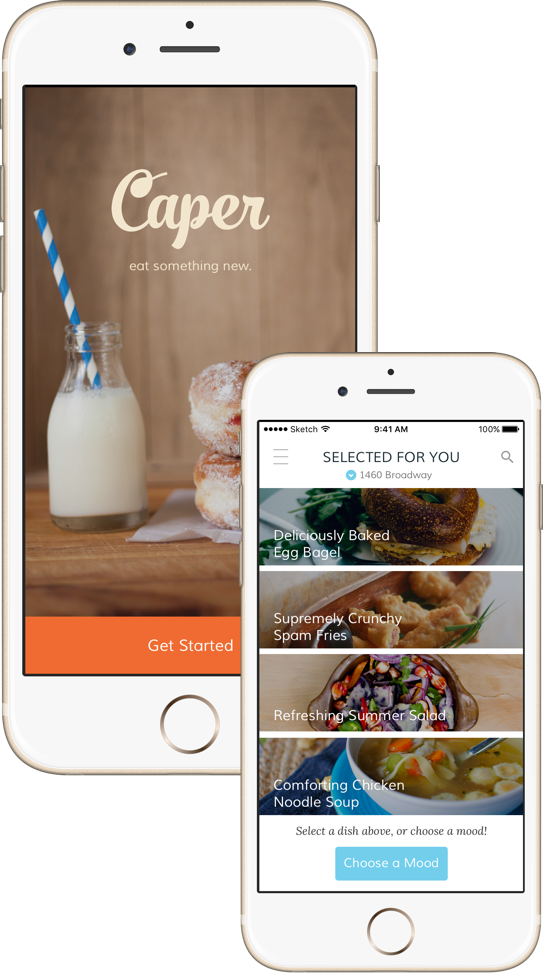 Caper
eat something new.
Get Started
Sketch
9:41 AM
100%
SELECTED FOR YOU
1460 Broadway
Deliciously Baked
Egg Bagel
Supremely Crunchy
Spam Fries
Refreshing Summer Salad
Comforting Chicken
Noodle Soup
Select a dish above, or choose a mood!
Choose a Mood